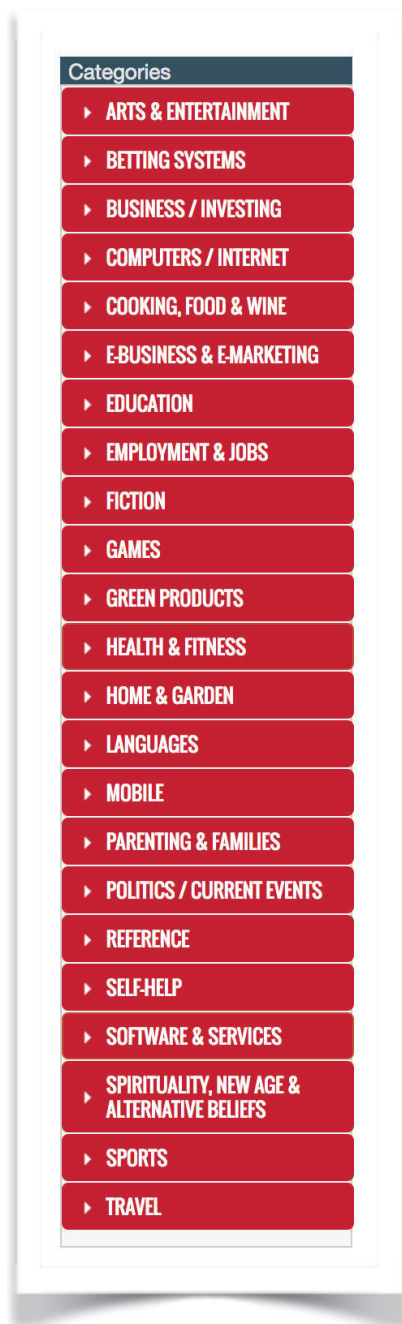 Categories
ARTS & ENTERTAINMENT
BETTING SYSTEMS
BUSINESS / INVESTING
COMPUTERS / INTERNET
COOKING, FOOD & WINE
E-BUSINESS & E-MARKETING
EDUCATION
EMPLOYMENT & JOBS
FICTION
GAMES
GREEN PRODUCTS
HEALTH & FITNESS
HOME & GARDEN
LANGUAGES
MOBILE
PARENTING & FAMILIES
POLITICS / CURRENT EVENTS
REFERENCE
SELF-HELP
SOFTWARE & SERVICES
SPIRITUALITY, NEW AGE &
ALTERNATIVE BELIEFS
SPORTS
TRAVEL